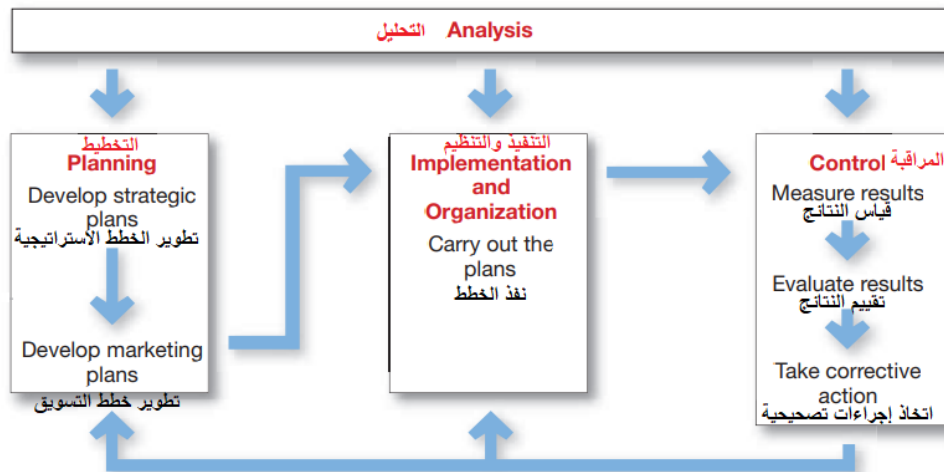 التحليل Analysis
التخطيط
Planning
Develop strategic
plans
تطوير الخطط الأستراتيجية
Develop marketing
plans
تطوير خطط التسويق
التنفيذ والتنظيم
Implementation
and
Organization
Carry out the
plans
نفذ الخطط
Control المراقبة
Measure results
قياس النتائج
Evaluate results
تقييم النتائج
Take corrective
action
اتخاذ إجراءات تصحيحية